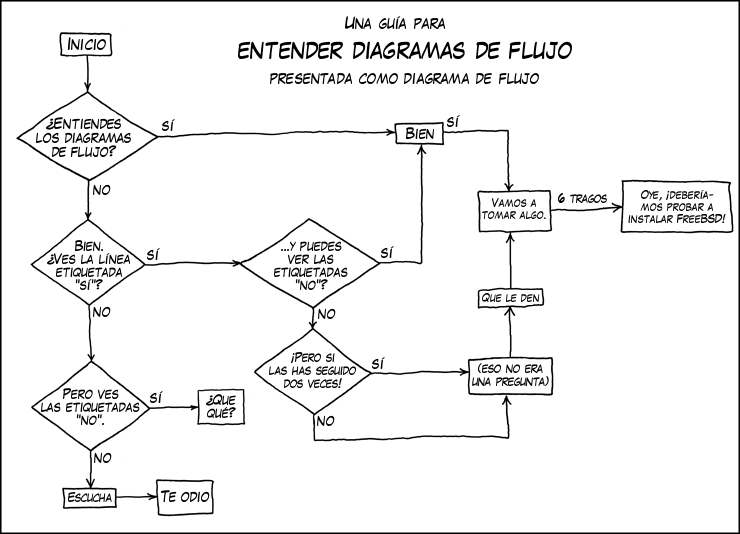 Una guía para
entender diagramas de flujo
presentada como diagrama de flujo
Inicio
¿Entiendes
los diagramas
de flujo?
sí
Bien
sí
no
Vamos a
tomar algo.
6 tragos
Oye, ¡debería-
mos probar a
instalar FreeBSD!
Bien.
¿Ves la línea
etiquetada
"sí"?
sí
...y puedes
ver las
etiquetadas
"no"?
sí
no
no
Que le den
¡Pero si
las has seguido
dos veces!
sí
(eso no era
una pregunta)
no
Pero ves
las etiquetadas
"no".
sí
¿Que
qué?
no
Escucha
Te odio